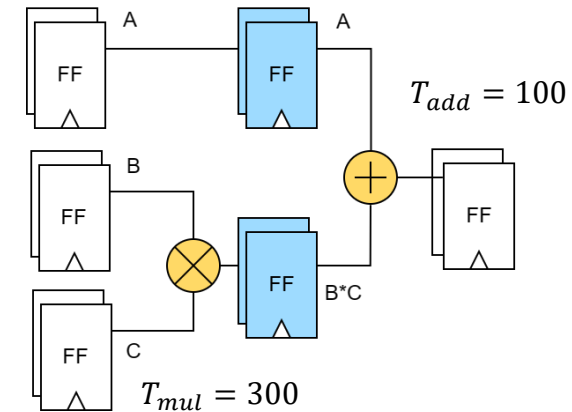 A
A
FF
FF
T_add = 100
B
FF
FF
FF
B*C
FF
C
T_mul = 300